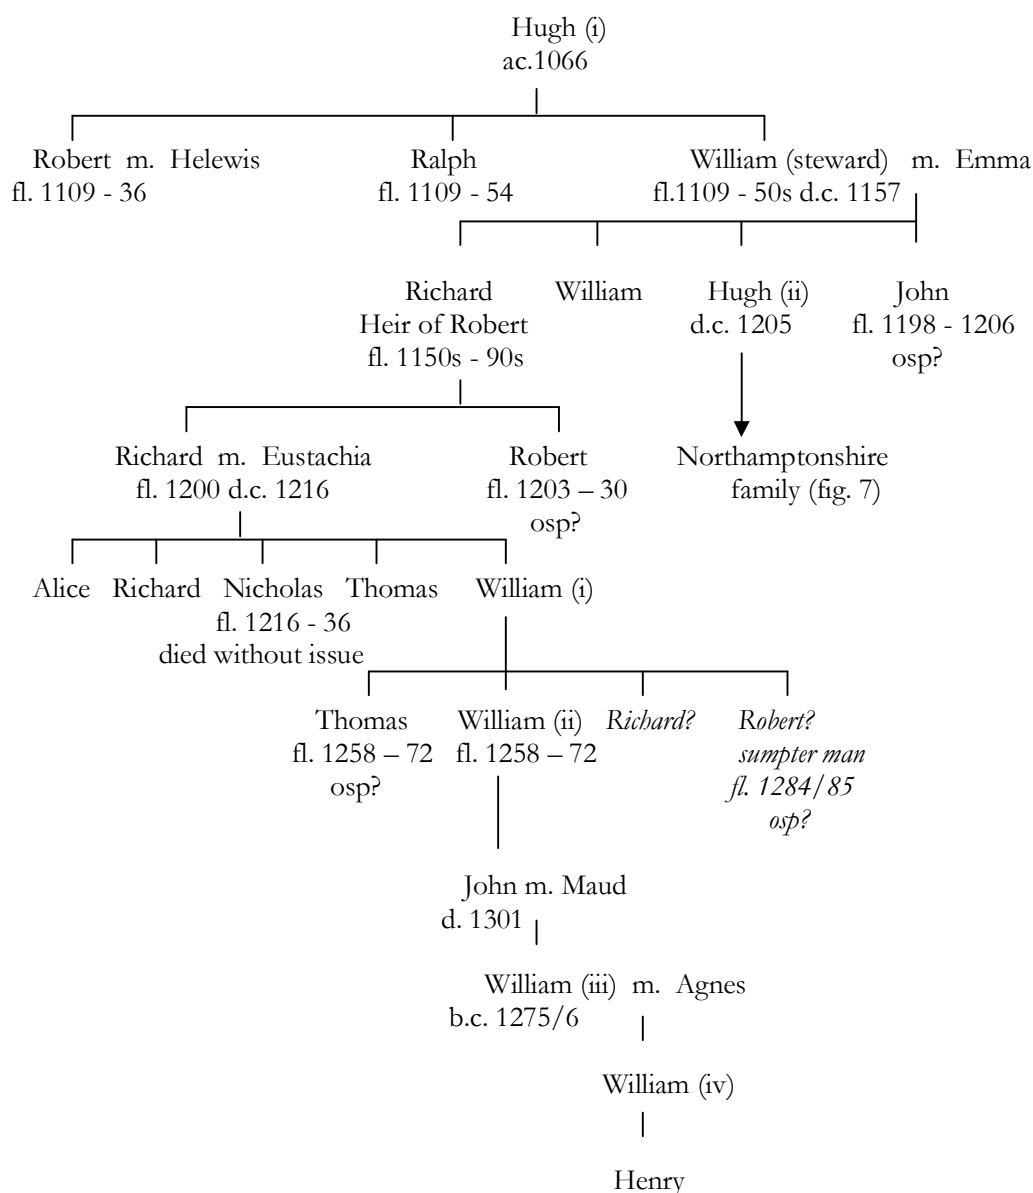 Hugh (i)
ac.1066
Robert m. Helewis
fl. 1109 - 36
Ralph
fl. 1109 - 54
William (steward) m. Emma
fl.1109 - 50s d.c. 1157
Richard
Heir of Robert
fl. 1150s - 90s
William
Hugh (ii)
d.c. 1205
John
fl. 1198 - 1206
osp?
Richard m. Eustachia
fl. 1200 d.c. 1216
Robert
fl. 1203 – 30
osp?
Northamptonshire
family (fig. 7)
Alice
Richard
Nicholas
fl. 1216 - 36
died without issue
Thomas
William (i)
Thomas
fl. 1258 – 72
osp?
William (ii)
fl. 1258 – 72
Richard?
Robert?
sumpter man
fl. 1284/85
osp?
John m. Maud
d. 1301
William (iii) m. Agnes
b.c. 1275/6
William (iv)
Henry